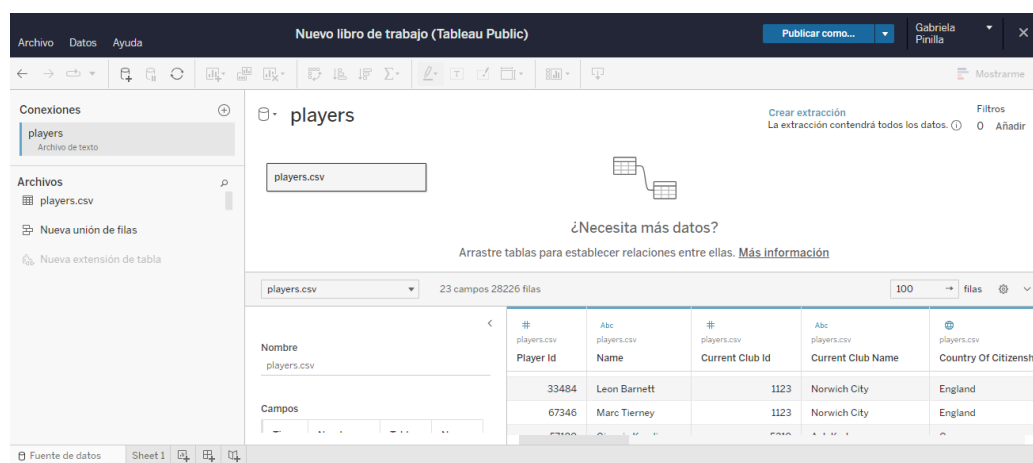 Nuevo libro de trabajo (Tableau Public)
Publicar como...
Gabriela
Pinilla
Archivo Datos Ayuda
Mostrarme
Conexiones
players
Archivo de texto
Archivos
players.csv
Nueva unión de filas
Nueva extensión de tabla
players
Crear extracción
La extracción contendrá todos los datos.
Filtros
0 Añadir
players.csv
¿Necesita más datos?
Arrastre tablas para establecer relaciones entre ellas. Más información
players.csv
23 campos 28226 filas
100 → filas
Nombre
players.csv
Campos
# Abc # Abc
players.csv players.csv players.csv players.csv players.csv
Player Id Name Current Club Id Current Club Name Country Of Citizensh
33484 Leon Barnett 1123 Norwich City England
67346 Marc Tierney 1123 Norwich City England
Fuente de datos
Sheet 1